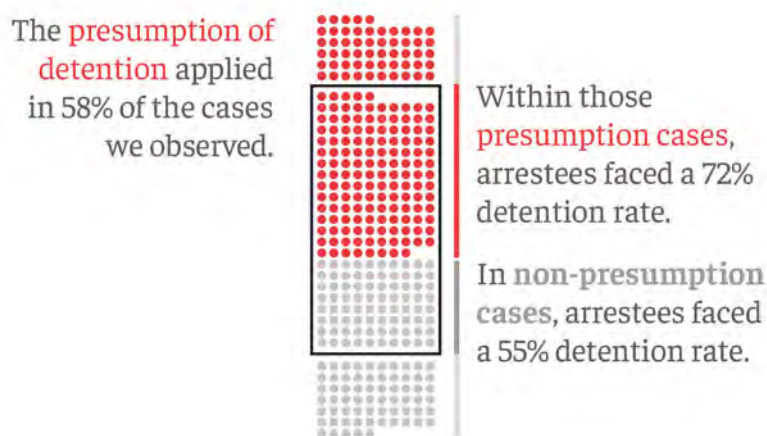 The presumption of
detention applied
in 58% of the cases
we observed.
Within those
presumption cases,
arrestees faced a 72%
detention rate.
In non-presumption
cases, arrestees faced
a 55% detention rate.